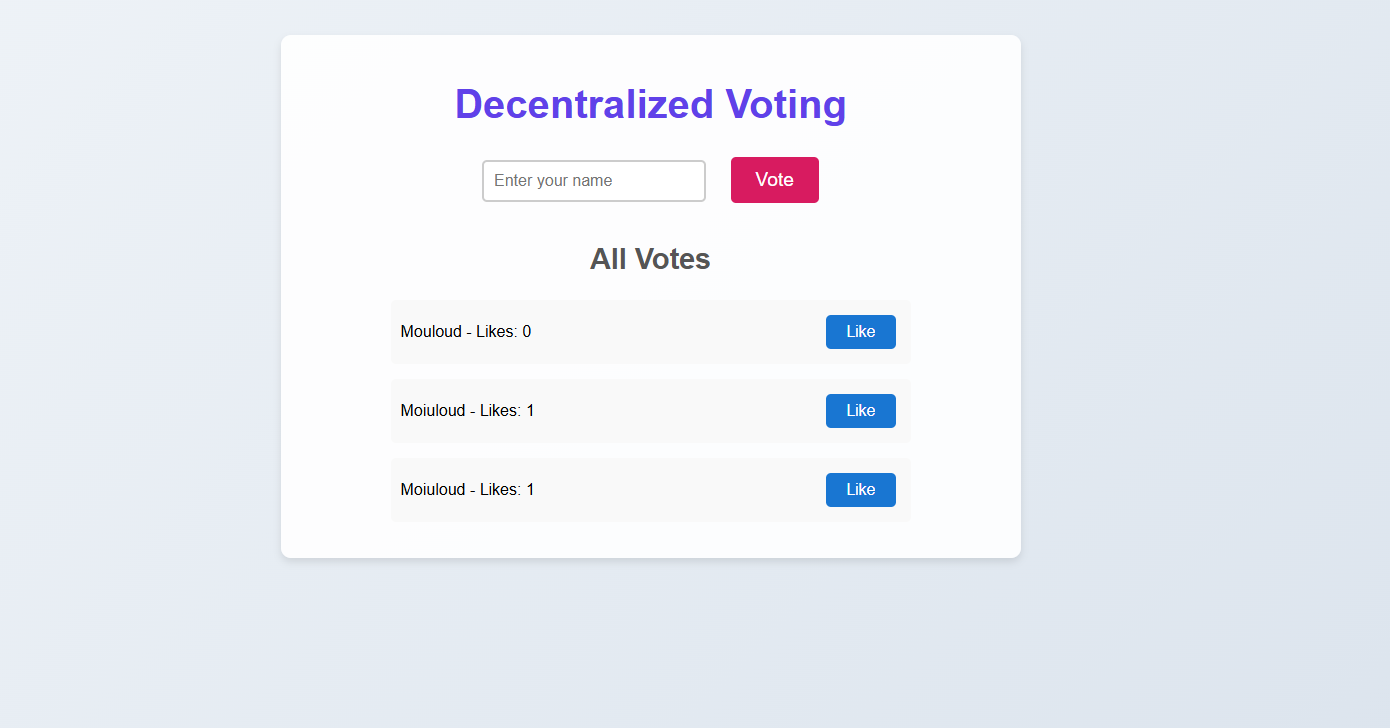 Decentralized Voting
Enter your name
Vote
All Votes
Mouloud - Likes: 0
Like
Moiuloud - Likes: 1
Like
Moiuloud - Likes: 1
Like